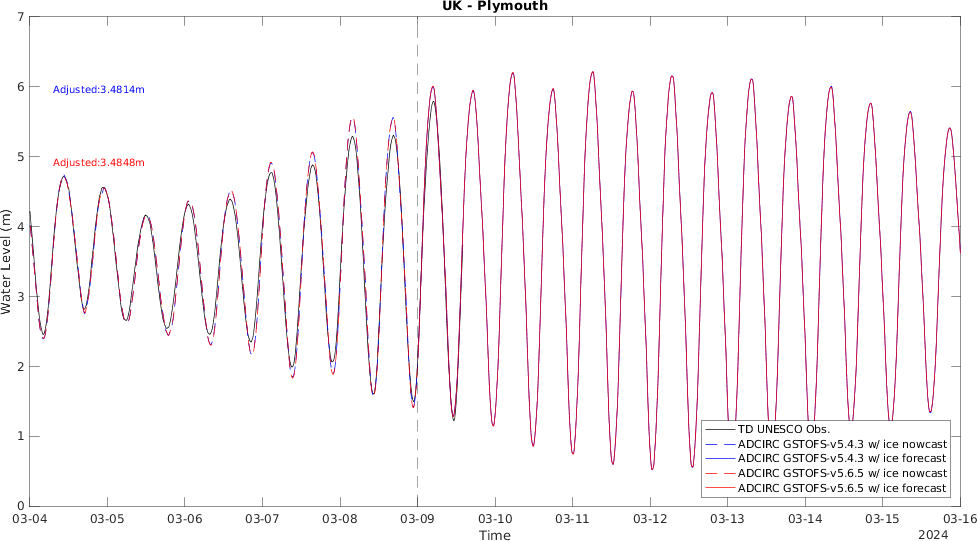 UK - Plymouth
7
6
5
4
3
2
1
0
Water Level (m)
Adjusted:3.4814m
Adjusted:3.4848m
TD UNESCO Obs.
ADCIRC GSTOFS-v5.4.3 w/ ice nowcast
ADCIRC GSTOFS-v5.4.3 w/ ice forecast
ADCIRC GSTOFS-v5.6.5 w/ ice nowcast
ADCIRC GSTOFS-v5.6.5 w/ ice forecast
03-04 03-05 03-06 03-07 03-08 03-09 03-10 03-11 03-12 03-13 03-14 03-15 03-16
Time
2024